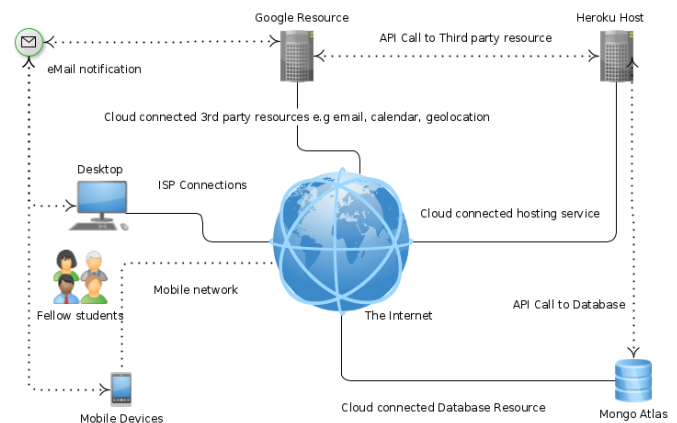 Google Resource
Heroku Host
API Call to Third party resource
eMail notification
Cloud connected 3rd party resources e.g email, calendar, geolocation
Desktop
ISP Connections
Cloud connected hosting service
Mobile network
API Call to Database
Fellow students
The Internet
Cloud connected Database Resource
Mongo Atlas
Mobile Devices